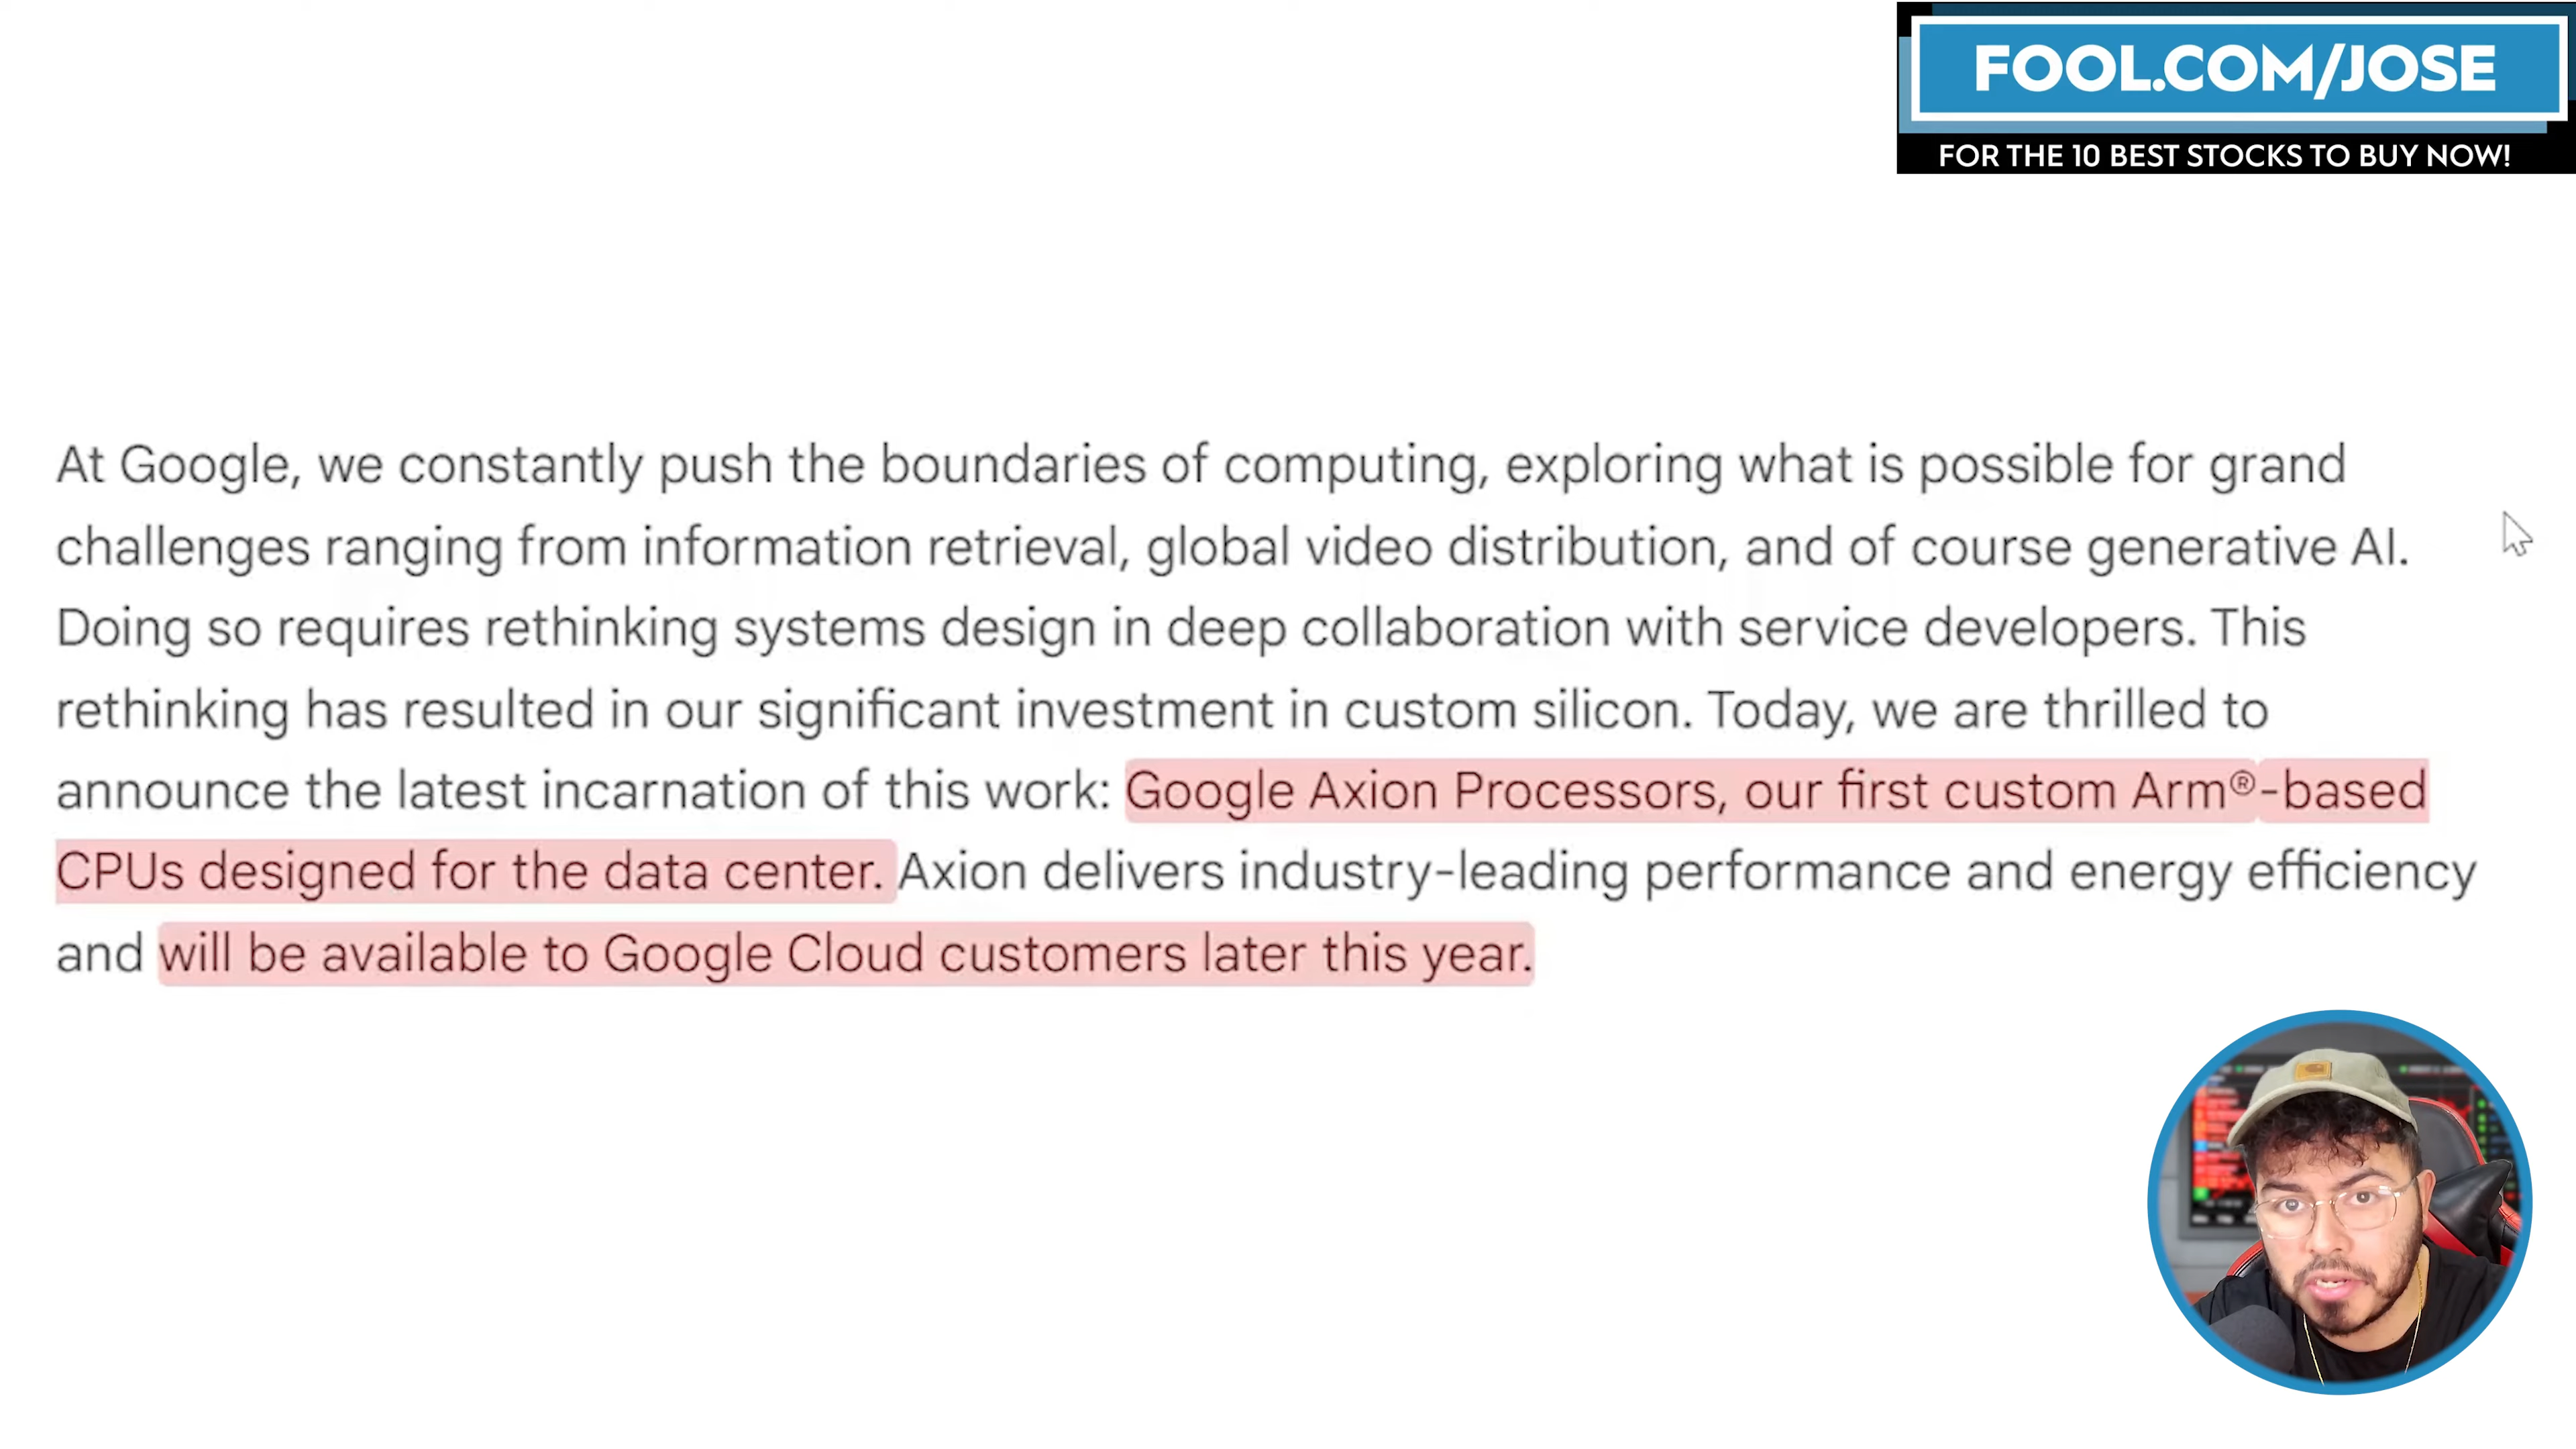 FOOL.COM/JOSE
FOR THE 10 BEST STOCKS TO BUY NOW!
At Google, we constantly push the boundaries of computing, exploring what is possible for grand
challenges ranging from information retrieval, global video distribution, and of course generative AI.
Doing so requires rethinking systems design in deep collaboration with service developers. This
rethinking has resulted in our significant investment in custom silicon. Today, we are thrilled to
announce the latest incarnation of this work: Google Axion Processors, our first custom Arm®-based
CPUs designed for the data center. Axion delivers industry-leading performance and energy efficiency
and will be available to Google Cloud customers later this year.